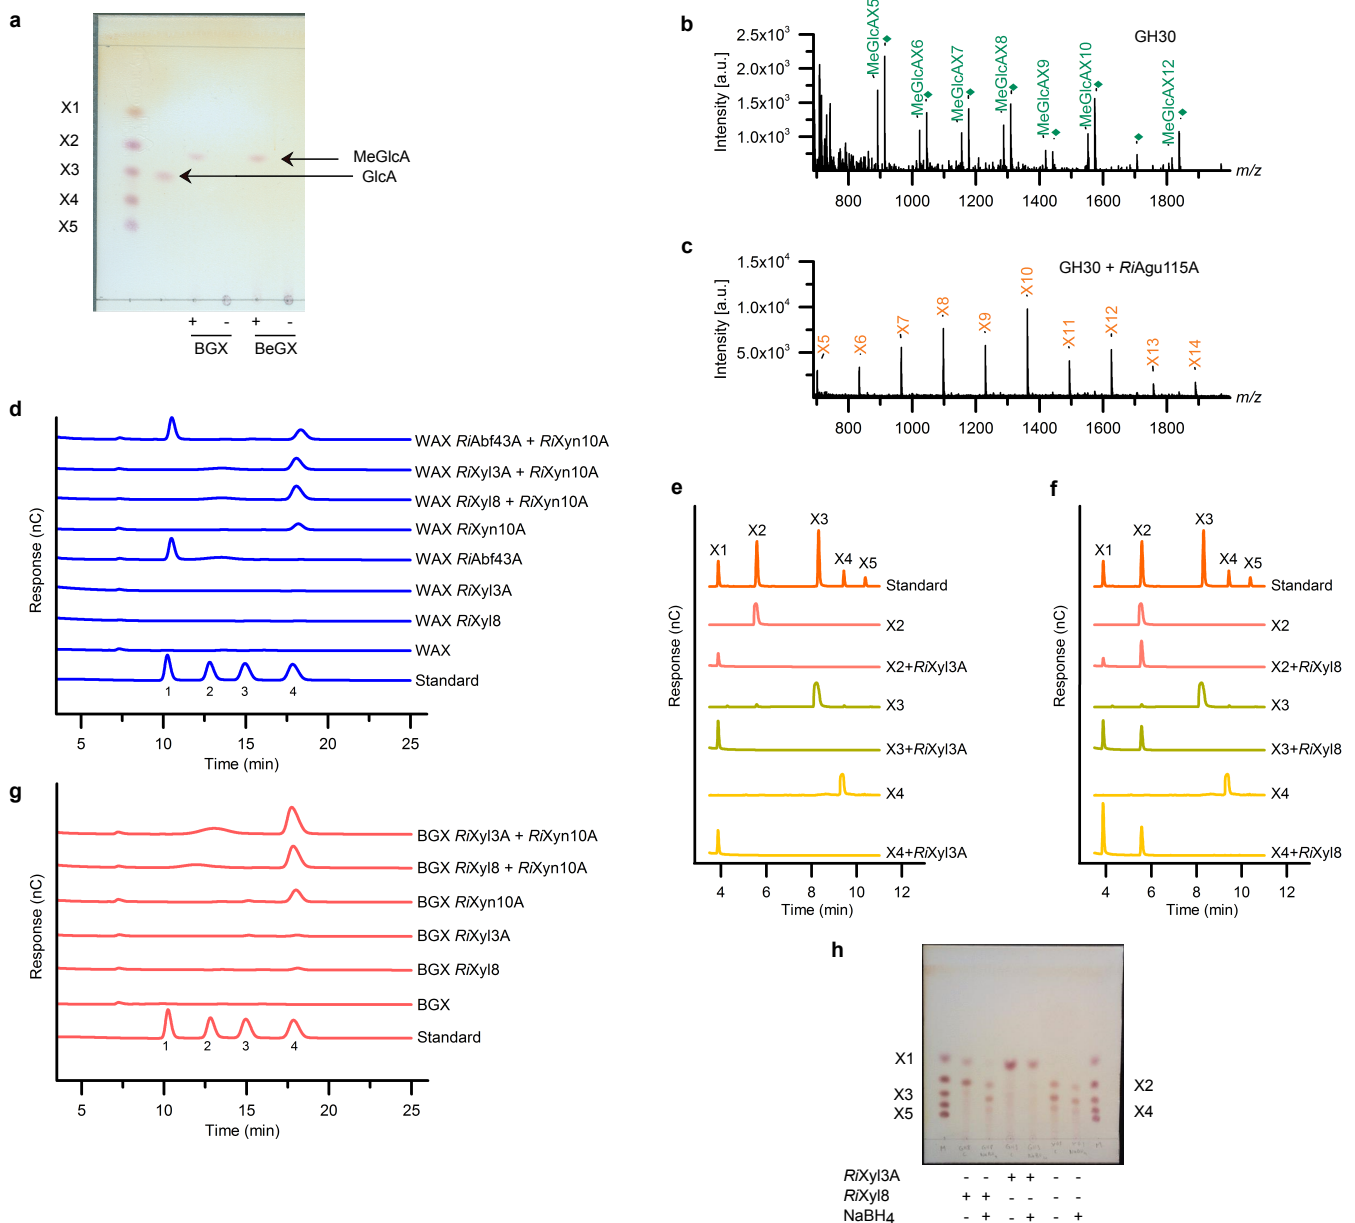 a
X1
X2
X3
X4
X5
MeGlcA
GlcA
+ - + -
BGX BeGX
b
GH30
Intensity [a.u.]
2.5x10³
2.0x10³
1.5x10³
1.0x10³
MeGlcAX5
MeGlcAX6
MeGlcAX7
MeGlcAX8
MeGlcAX9
MeGlcAX10
MeGlcAX12
800 1000 1200 1400 1600 1800
m/z
c
GH30 + RiAgu115A
Intensity [a.u.]
1.5x10⁴
1.0x10⁴
5.0x10³
X5 X6 X7 X8 X9 X10 X11 X12 X13 X14
800 1000 1200 1400 1600 1800
m/z
d
Response (nC)
WAX RiAbf43A + RiXyn10A
WAX RiXyl3A + RiXyn10A
WAX RiXyl8 + RiXyn10A
WAX RiXyn10A
WAX RiAbf43A
WAX RiXyl3A
WAX RiXyl8
WAX
Standard
1 2 3 4
5 10 15 20 25
Time (min)
e
Response (nC)
X1 X2 X3 X4 X5
Standard
X2
X2+RiXyl3A
X3
X3+RiXyl3A
X4
X4+RiXyl3A
4 6 8 10 12
Time (min)
f
Response (nC)
X1 X2 X3 X4 X5
Standard
X2
X2+RiXyl8
X3
X3+RiXyl8
X4
X4+RiXyl8
4 6 8 10 12
Time (min)
g
Response (nC)
BGX RiXyl3A + RiXyn10A
BGX RiXyl8 + RiXyn10A
BGX RiXyn10A
BGX RiXyl3A
BGX RiXyl8
BGX
Standard
1 2 3 4
5 10 15 20 25
Time (min)
h
X1
X3
X5
X2
X4
RiXyl3A - - + + - -
RiXyl8 + + - - - -
NaBH4 - + - + - +